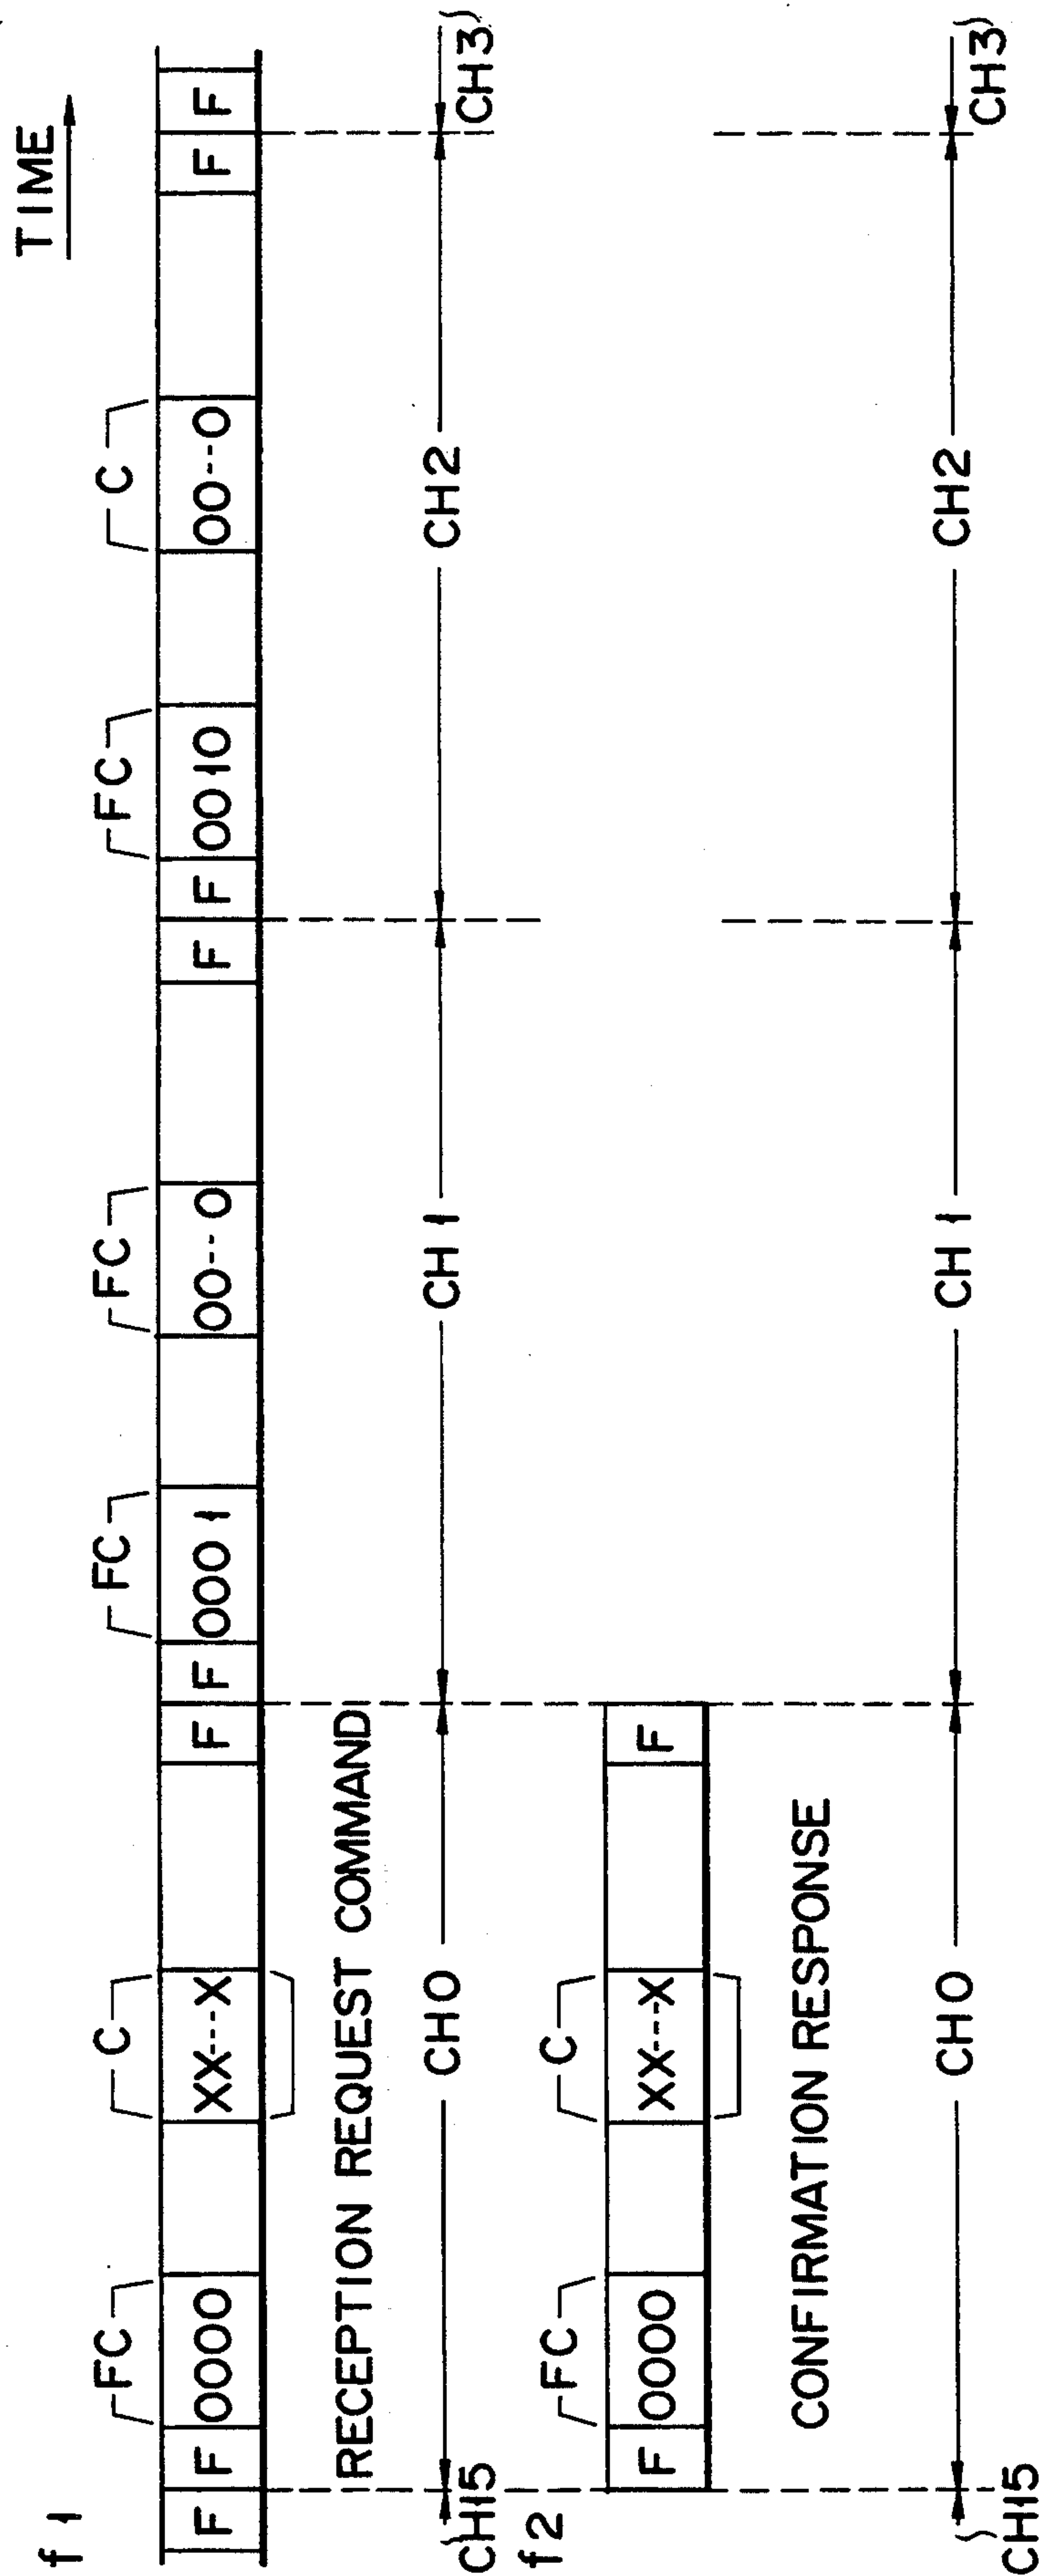 TIME
f1
FC C FC FC FC C
F F 0000 XX---X F F 0001 00--0 F F 0010 00--0 F F
RECEPTION REQUEST COMMAND
CH15 CH0 CH1 CH2 CH3
f2
FC C
F 0000 XX---X F
CONFIRMATION RESPONSE
CH15 CH0 CH1 CH2 CH3